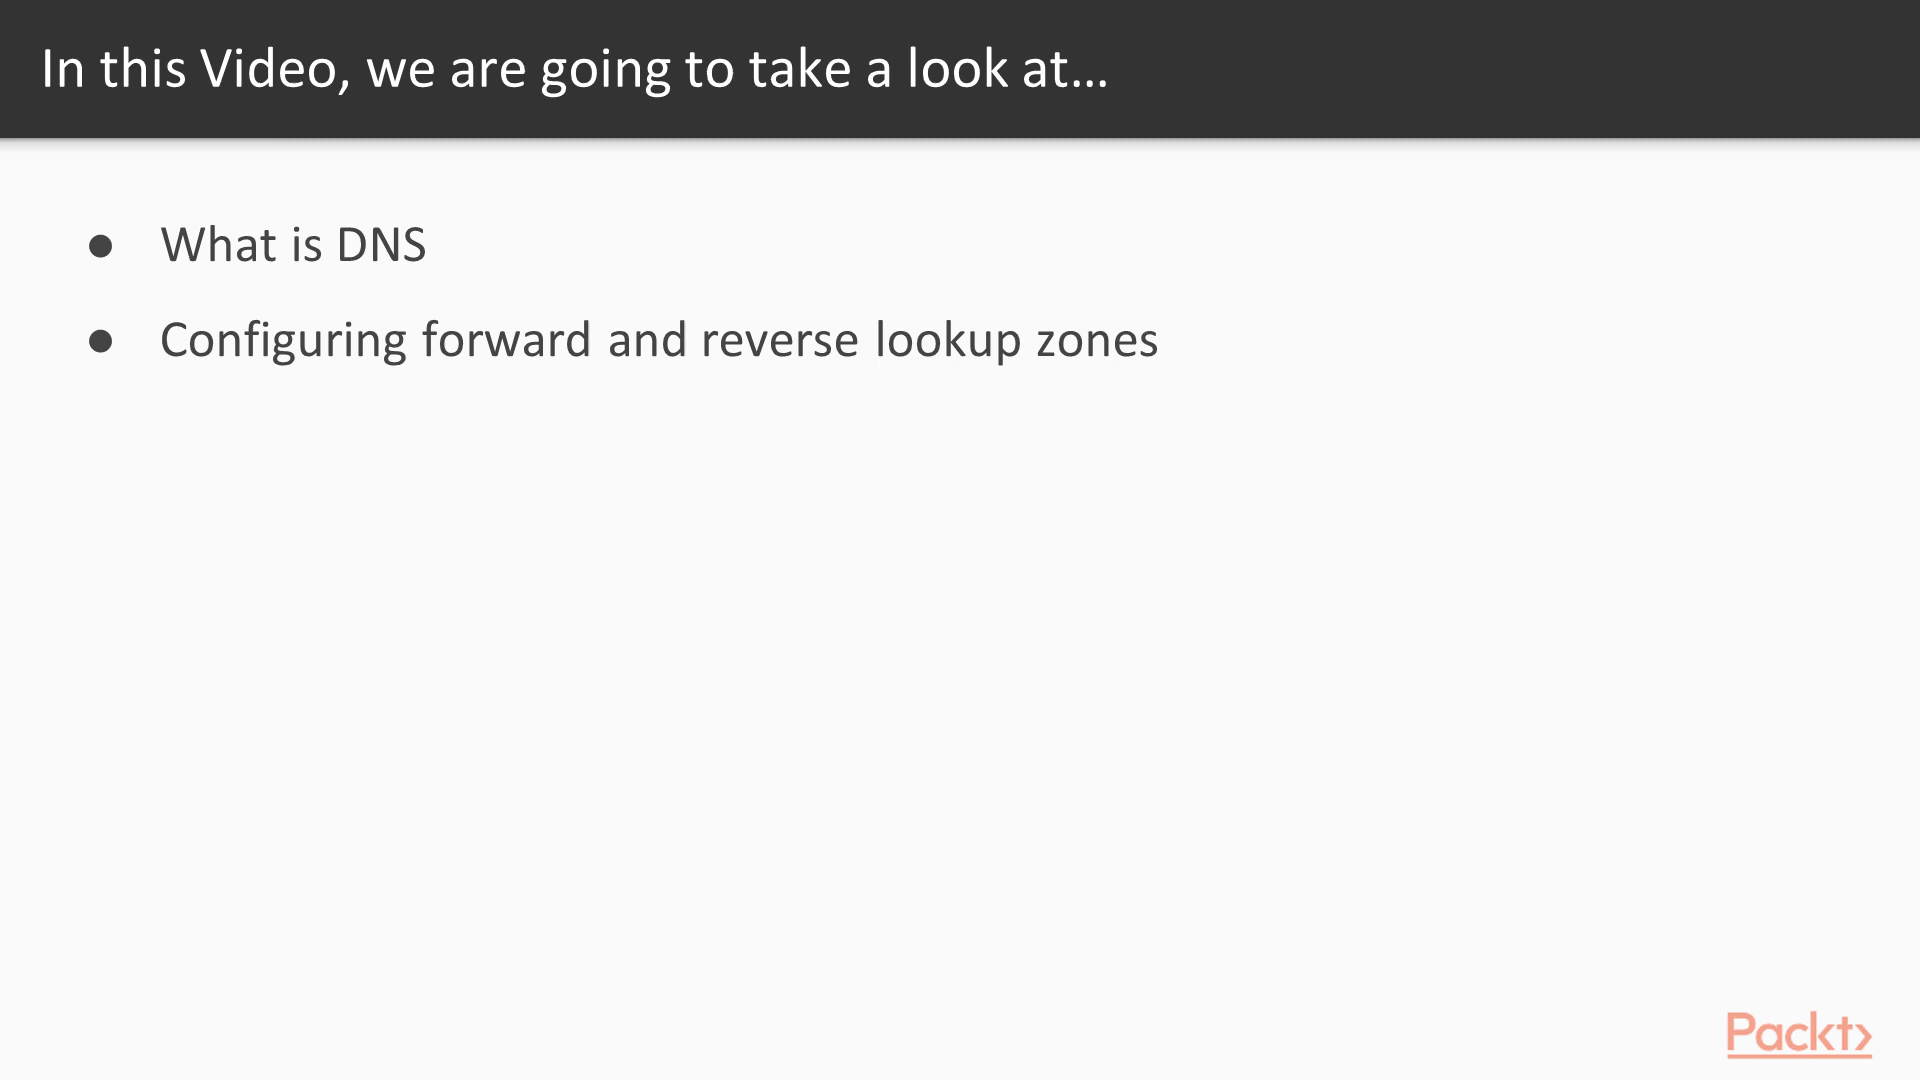 In this Video, we are going to take a look at...
● What is DNS
● Configuring forward and reverse lookup zones
Packt>